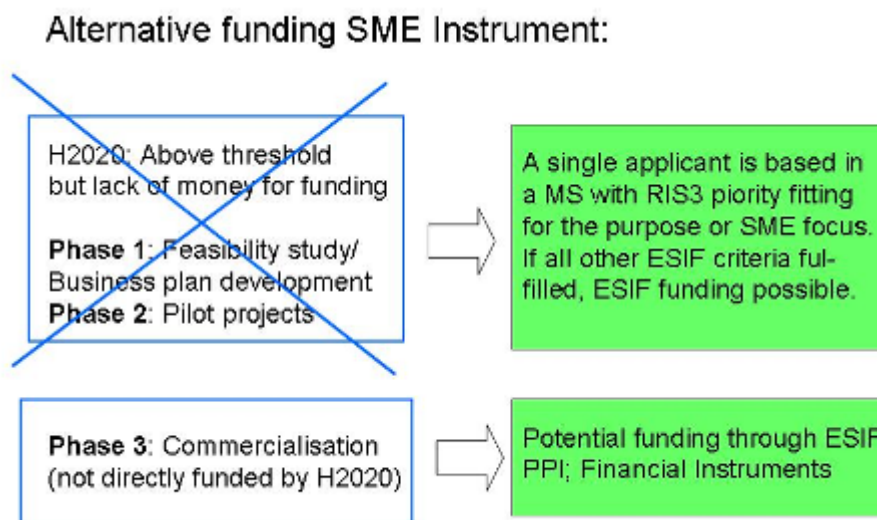 Alternative funding SME Instrument:
H2020: Above threshold
but lack of money for funding
Phase 1: Feasibility study/
Business plan development
Phase 2: Pilot projects
A single applicant is based in
a MS with RIS3 piority fitting
for the purpose or SME focus.
If all other ESIF criteria ful-
filled, ESIF funding possible.
Phase 3: Commercialisation
(not directly funded by H2020)
Potential funding through ESIF
PPI; Financial Instruments